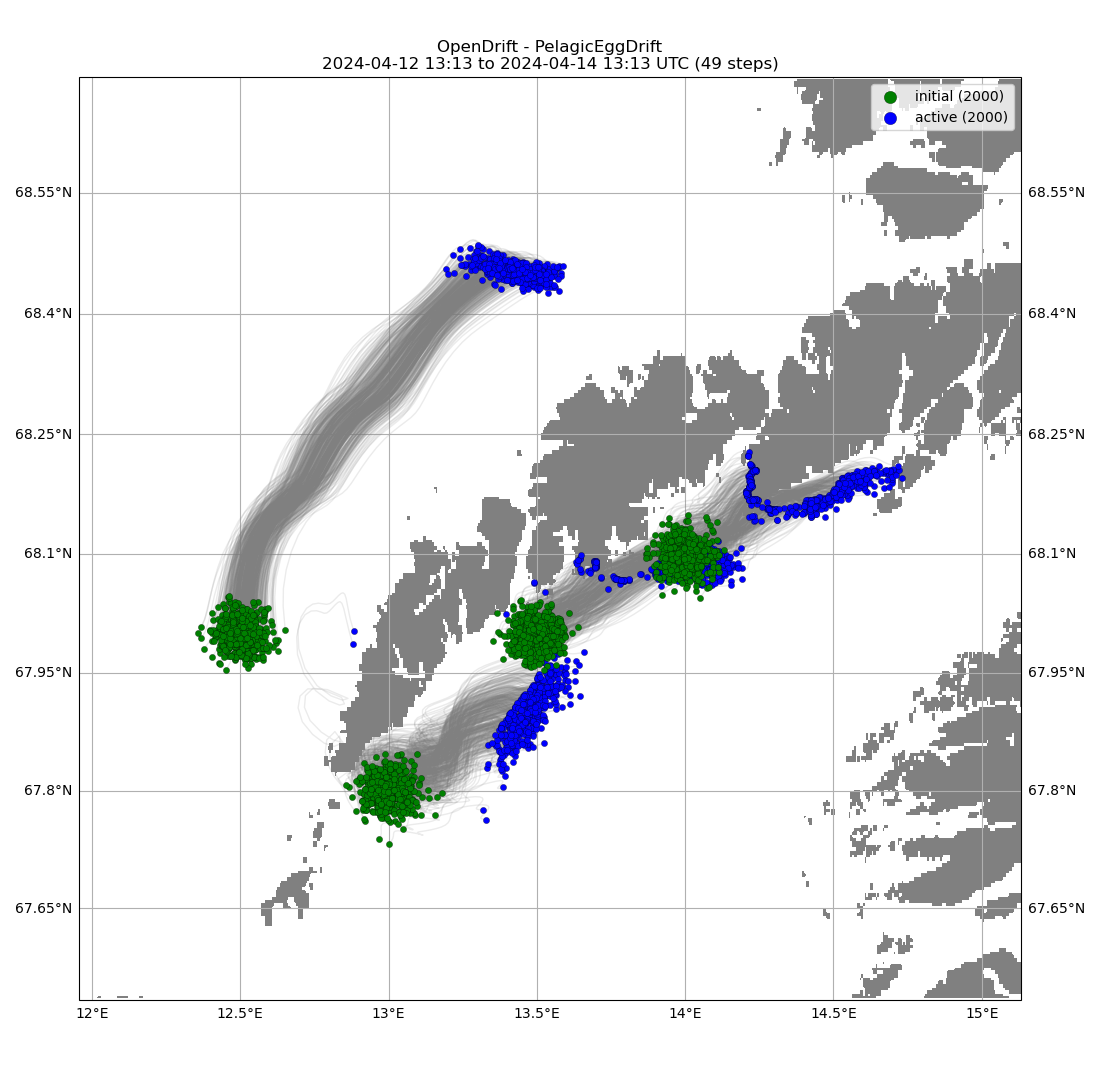 OpenDrift - PelagicEggDrift
2024-04-12 13:13 to 2024-04-14 13:13 UTC (49 steps)
initial (2000)
active (2000)
68.55°N 68.55°N
68.4°N 68.4°N
68.25°N 68.25°N
68.1°N 68.1°N
67.95°N 67.95°N
67.8°N 67.8°N
67.65°N 67.65°N
12°E 12.5°E 13°E 13.5°E 14°E 14.5°E 15°E